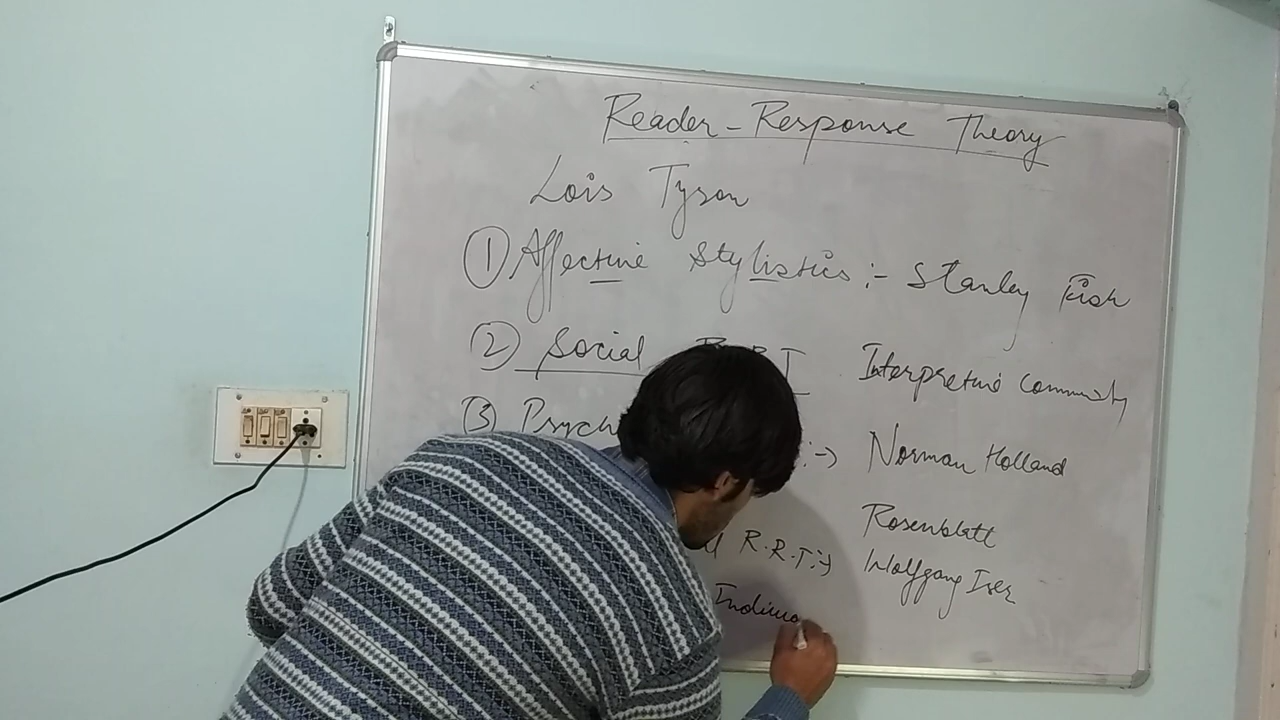 Reader-Response Theory
Lois Tyson
① Affective Stylistics :- Stanley Fish
② Social R.R.T Interpretive Community
③ Psych :-) Norman Holland
Rosenblatt
R.R.T:-) Wolfgang Iser